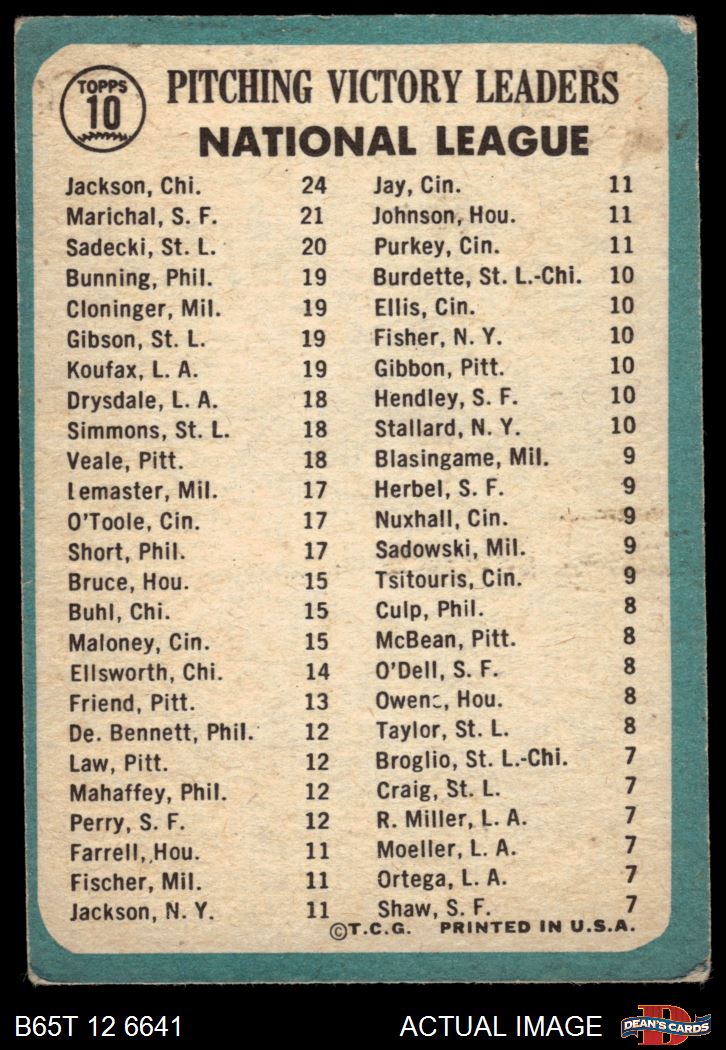 TOPPS
10
PITCHING VICTORY LEADERS
NATIONAL LEAGUE
Jackson, Chi. 24
Marichal, S. F. 21
Sadecki, St. L. 20
Bunning, Phil. 19
Cloninger, Mil. 19
Gibson, St. L. 19
Koufax, L. A. 19
Drysdale, L. A. 18
Simmons, St. L. 18
Veale, Pitt. 18
Lemaster, Mil. 17
O'Toole, Cin. 17
Short, Phil. 17
Bruce, Hou. 15
Buhl, Chi. 15
Maloney, Cin. 15
Ellsworth, Chi. 14
Friend, Pitt. 13
De. Bennett, Phil. 12
Law, Pitt. 12
Mahaffey, Phil. 12
Perry, S. F. 12
Farrell, Hou. 11
Fischer, Mil. 11
Jackson, N. Y. 11
Jay, Cin. 11
Johnson, Hou. 11
Purkey, Cin. 11
Burdette, St. L.-Chi. 10
Ellis, Cin. 10
Fisher, N. Y. 10
Gibbon, Pitt. 10
Hendley, S. F. 10
Stallard, N. Y. 10
Blasingame, Mil. 9
Herbel, S. F. 9
Nuxhall, Cin. 9
Sadowski, Mil. 9
Tsitouris, Cin. 9
Culp, Phil. 8
McBean, Pitt. 8
O'Dell, S. F. 8
Owens, Hou. 8
Taylor, St. L. 8
Broglio, St. L.-Chi. 7
Craig, St. L. 7
R. Miller, L. A. 7
Moeller, L. A. 7
Ortega, L. A. 7
Shaw, S. F. 7
©T.C.G. PRINTED IN U.S.A.
B65T 12 6641
ACTUAL IMAGE
DEAN'S CARDS